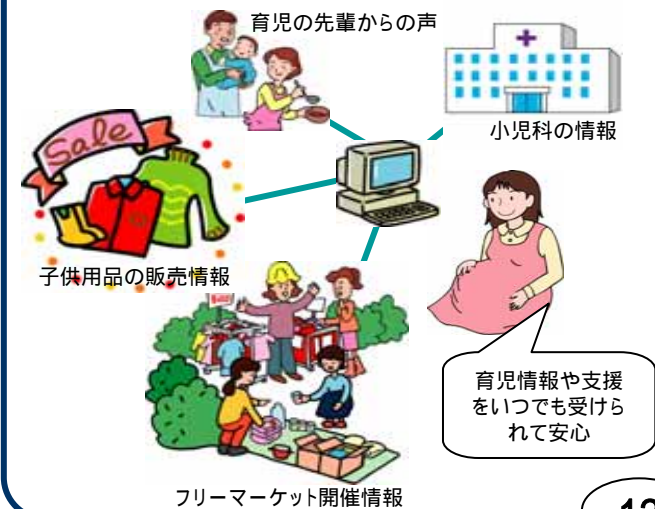 育児の先輩からの声
小児科の情報
Sale
子供用品の販売情報
育児情報や支援
をいつでも受けら
れて安心
フリーマーケット開催情報